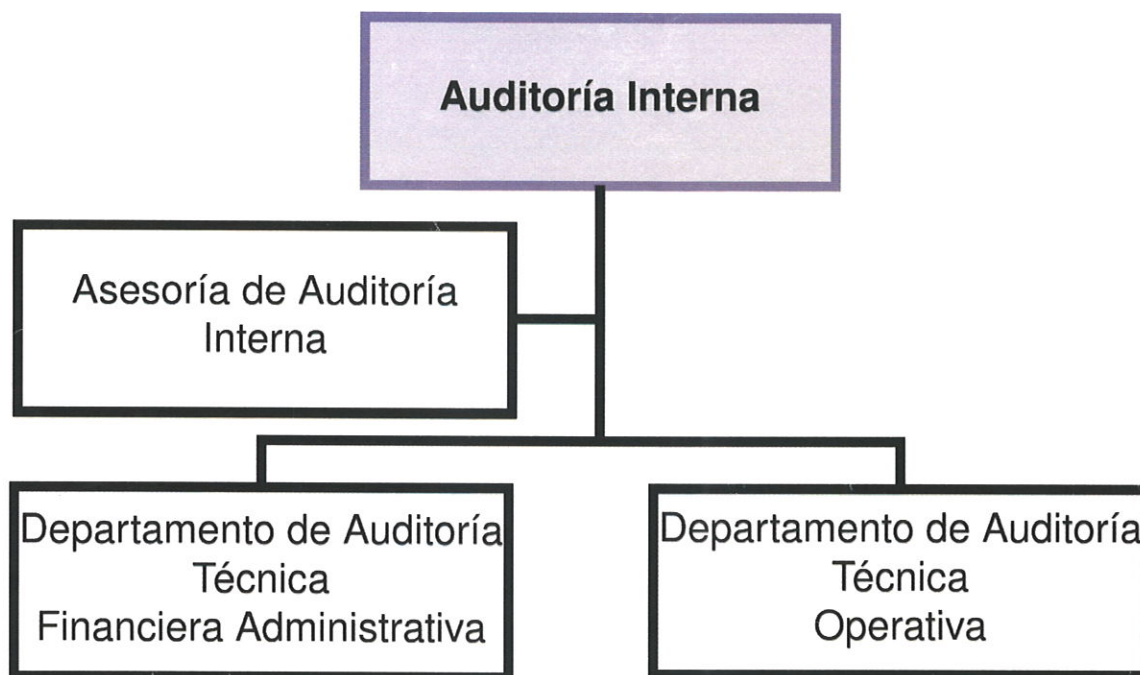 Auditoría Interna
Asesoría de Auditoría
Interna
Departamento de Auditoría
Técnica
Financiera Administrativa
Departamento de Auditoría
Técnica
Operativa